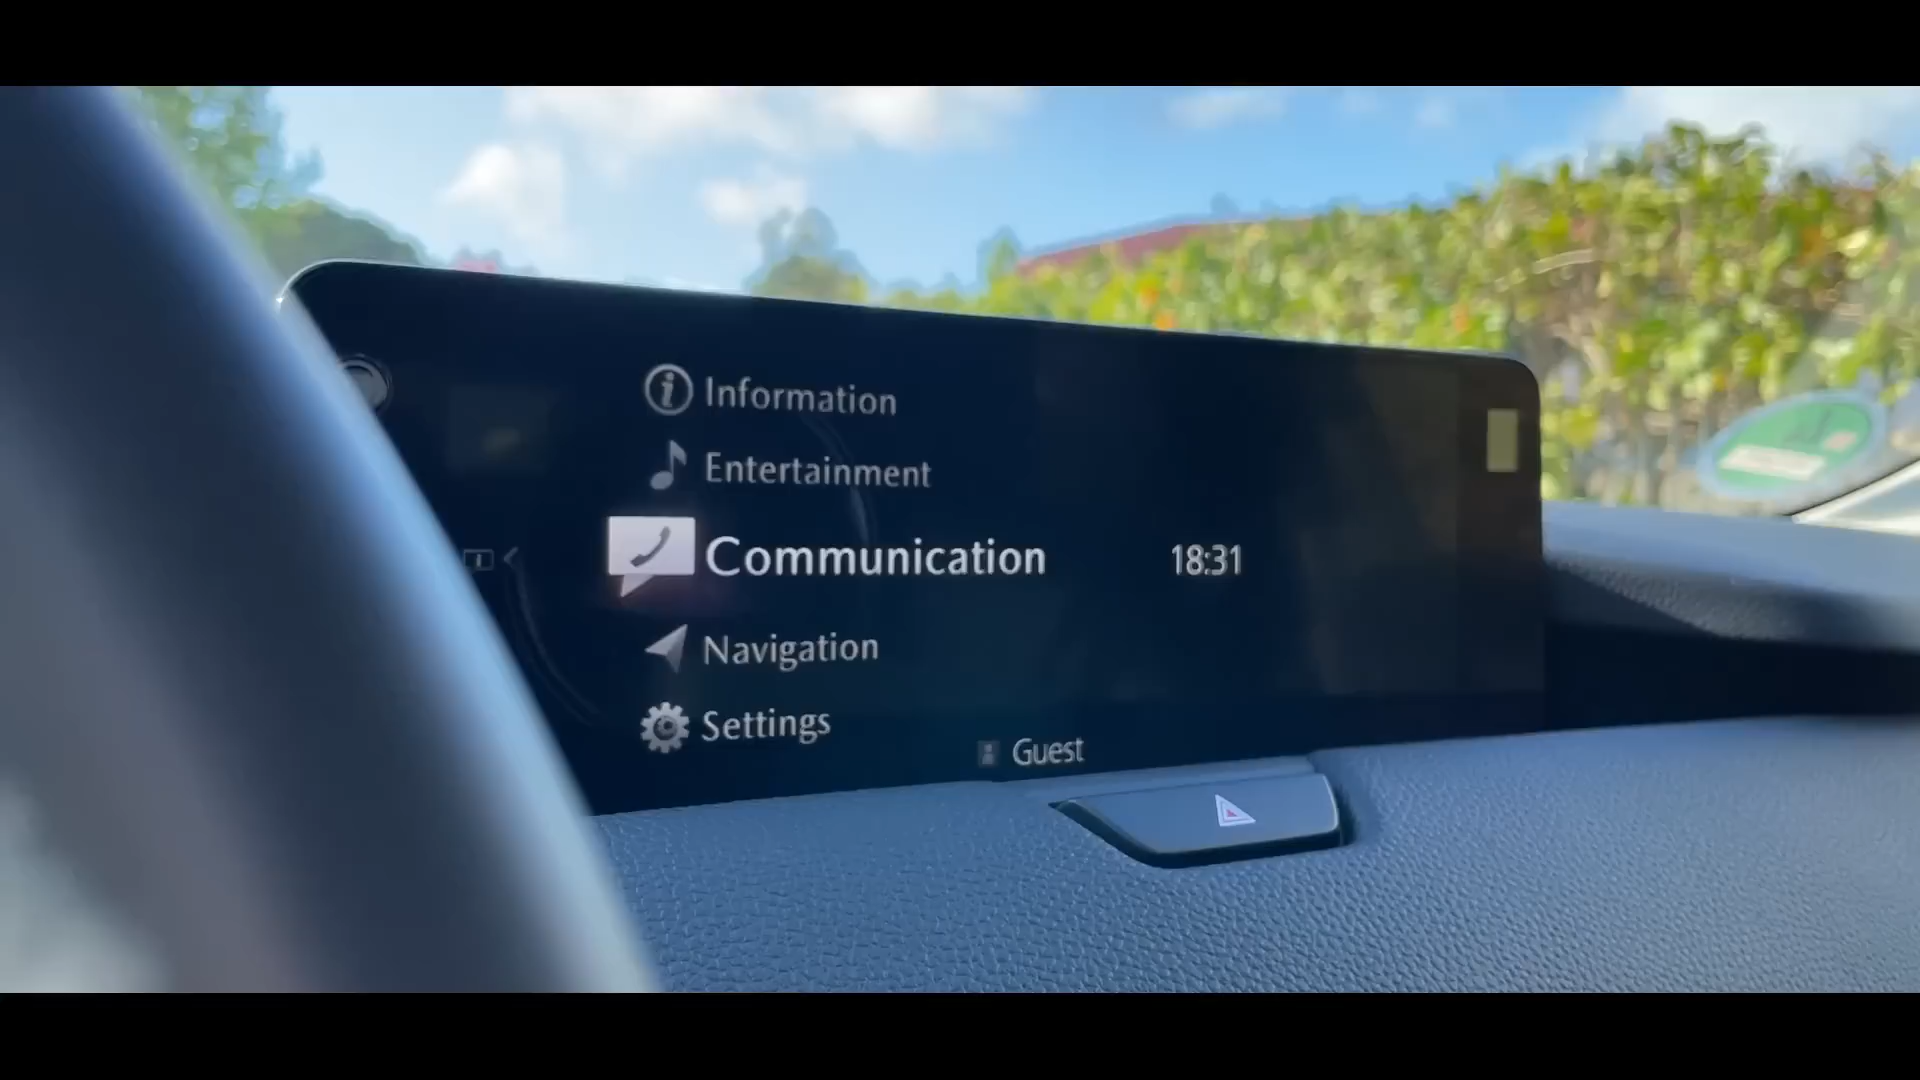 Information
Entertainment
Communication
18:31
Navigation
Settings
Guest